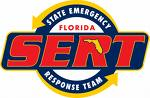 STATE EMERGENCY
FLORIDA
SERT
RESPONSE TEAM